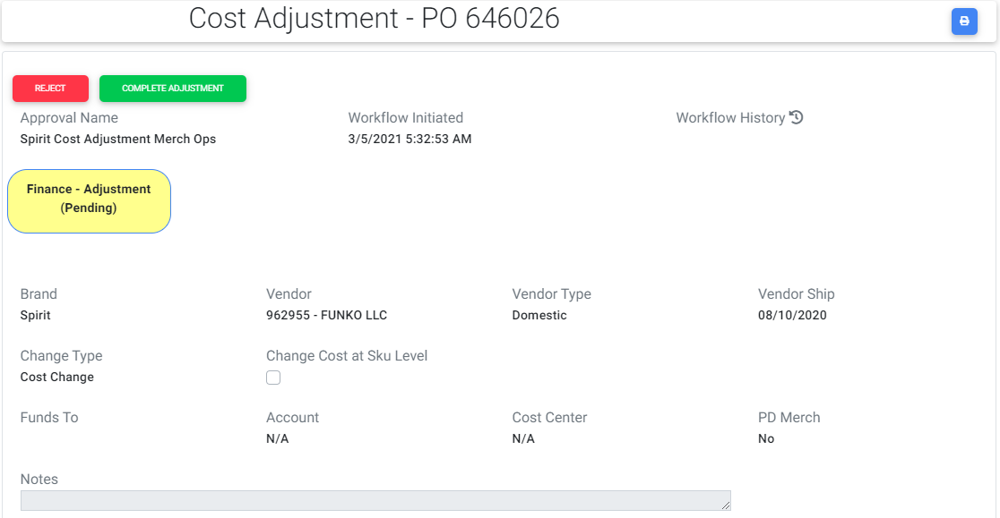 Cost Adjustment - PO 646026
REJECT
COMPLETE ADJUSTMENT
Approval Name
Workflow Initiated
Workflow History
Spirit Cost Adjustment Merch Ops
3/5/2021 5:32:53 AM
Finance - Adjustment
(Pending)
Brand
Vendor
Vendor Type
Vendor Ship
Spirit
962955 - FUNKO LLC
Domestic
08/10/2020
Change Type
Change Cost at Sku Level
Cost Change
Funds To
Account
Cost Center
PD Merch
N/A
N/A
No
Notes